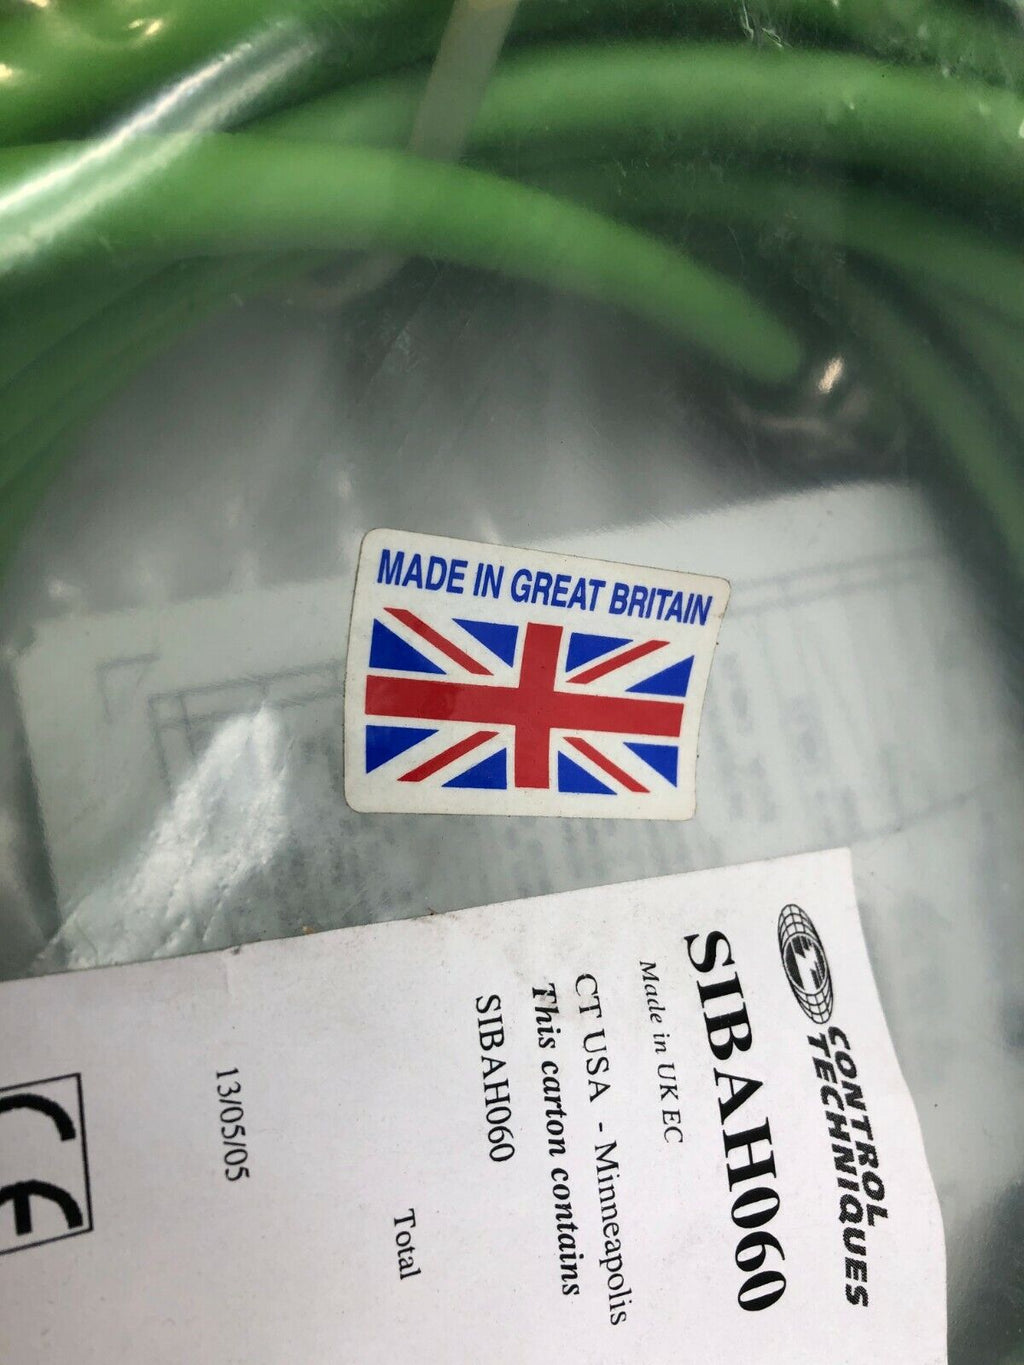 MADE IN GREAT BRITAIN
CONTROL
TECHNIQUES
SIBAH060
Made in UK EC
CT USA - Minneapolis
This carton contains
SIBAH060
Total
13/05/05
CE